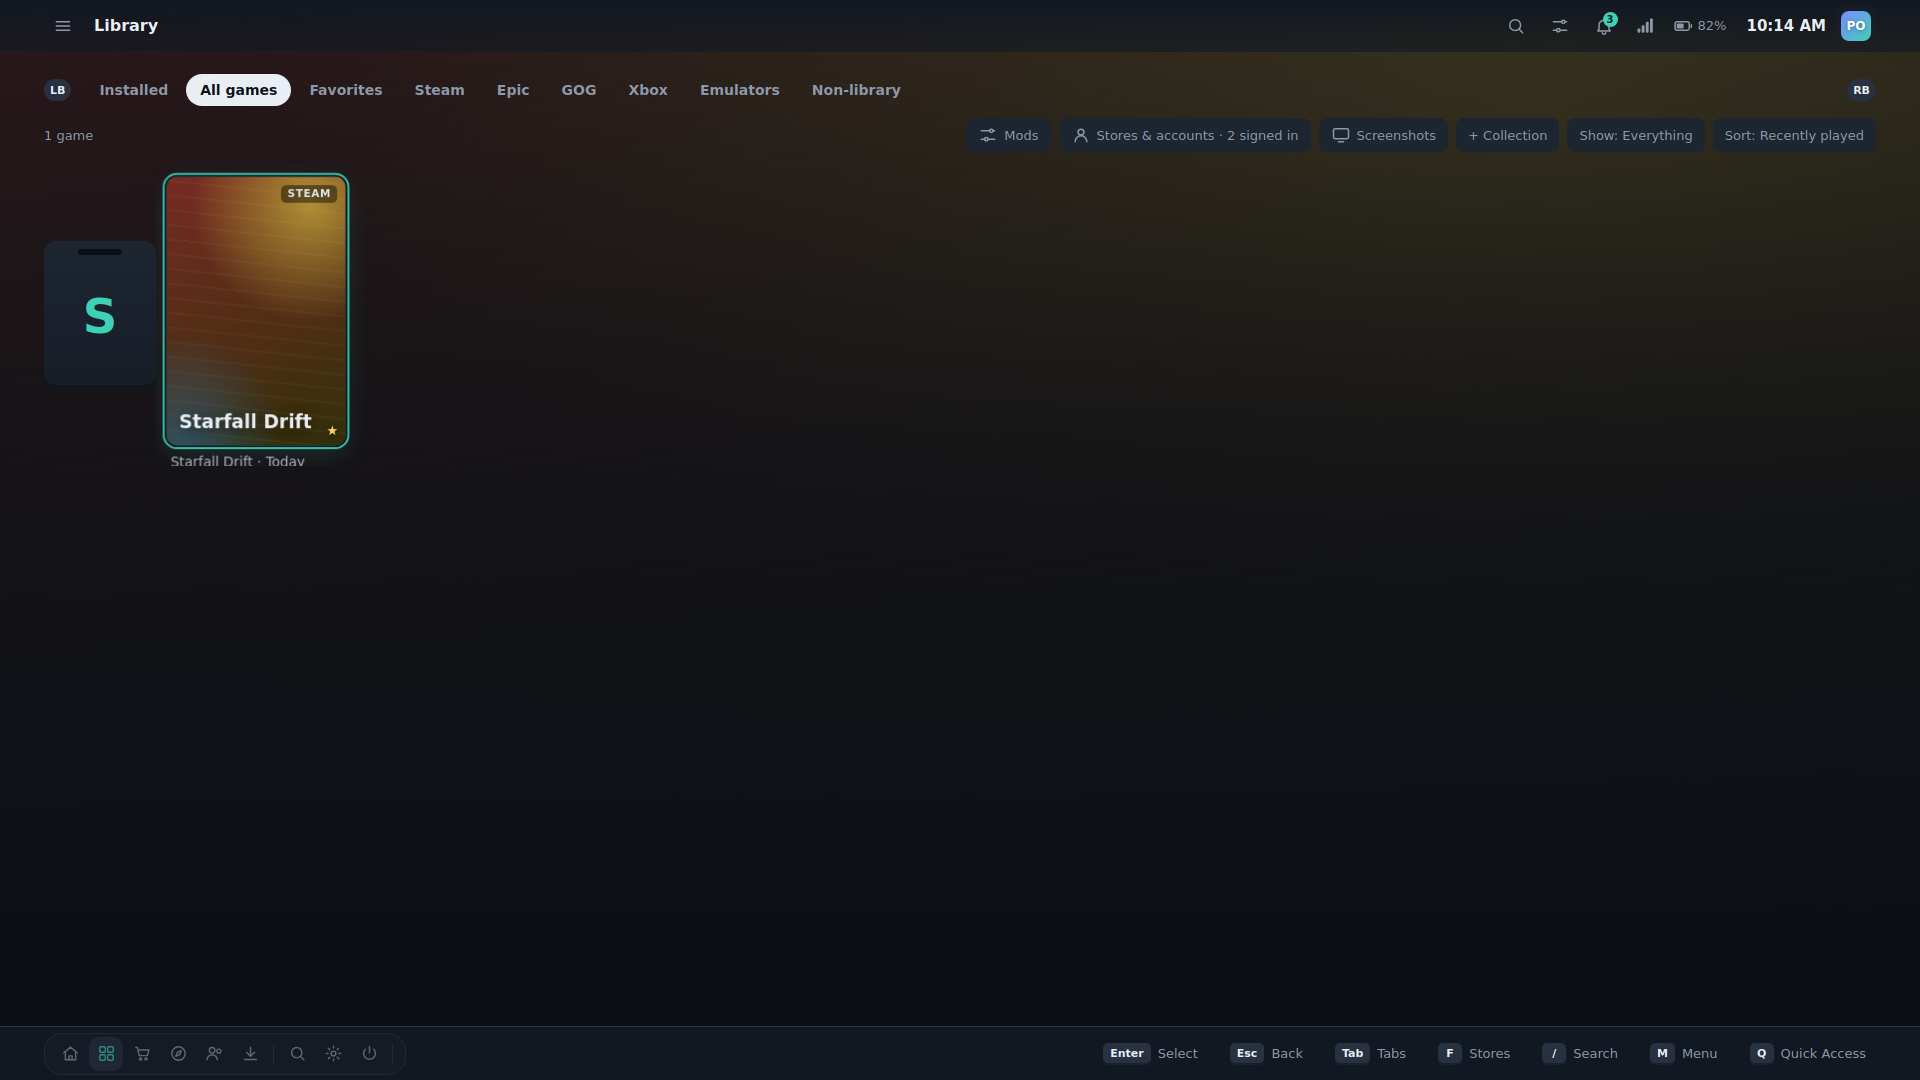 Library
3
82%
10:14 AM
PO
LB
Installed
All games
Favorites
Steam
Epic
GOG
Xbox
Emulators
Non-library
RB
1 game
Mods
Stores & accounts · 2 signed in
Screenshots
+ Collection
Show: Everything
Sort: Recently played
S
STEAM
Starfall Drift
Starfall Drift · Today
Enter Select
Esc Back
Tab Tabs
F Stores
/ Search
M Menu
Q Quick Access